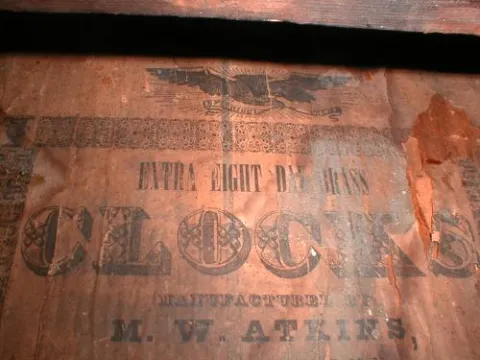 EXTRA EIGHT DAY BRASS
CLOCKS
MANUFACTURED BY
M. W. ATKINS,